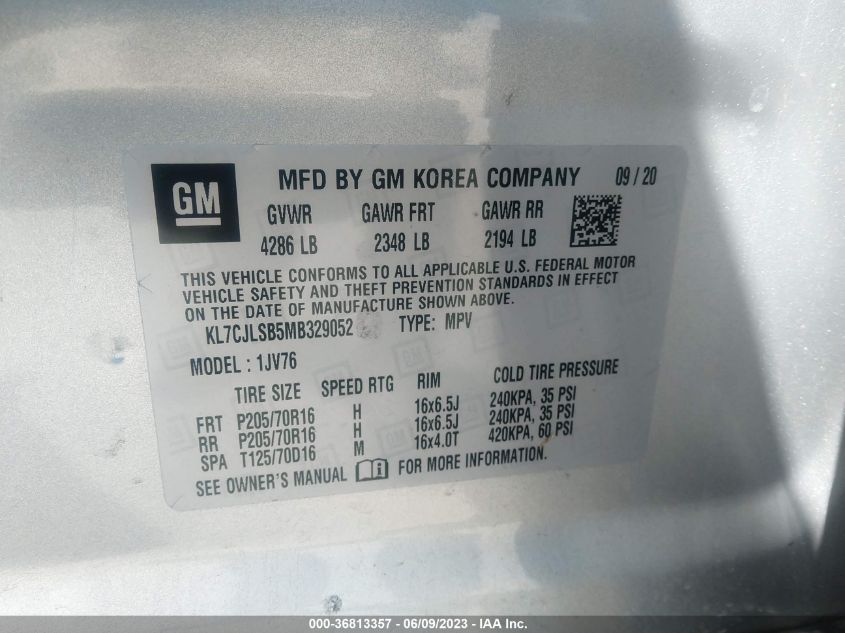 GM
MFD BY GM KOREA COMPANY 09/20
GVWR GAWR FRT GAWR RR
4286 LB 2348 LB 2194 LB
THIS VEHICLE CONFORMS TO ALL APPLICABLE U.S. FEDERAL MOTOR
VEHICLE SAFETY AND THEFT PREVENTION STANDARDS IN EFFECT
ON THE DATE OF MANUFACTURE SHOWN ABOVE.
KL7CJLSB5MB329052 TYPE: MPV
MODEL : 1JV76
TIRE SIZE SPEED RTG RIM COLD TIRE PRESSURE
FRT P205/70R16 H 16x6.5J 240KPA, 35 PSI
RR P205/70R16 H 16x6.5J 240KPA, 35 PSI
SPA T125/70D16 M 16x4.0T 420KPA, 60 PSI
SEE OWNER'S MANUAL FOR MORE INFORMATION.
000-36813357 - 06/09/2023 - IAA Inc.